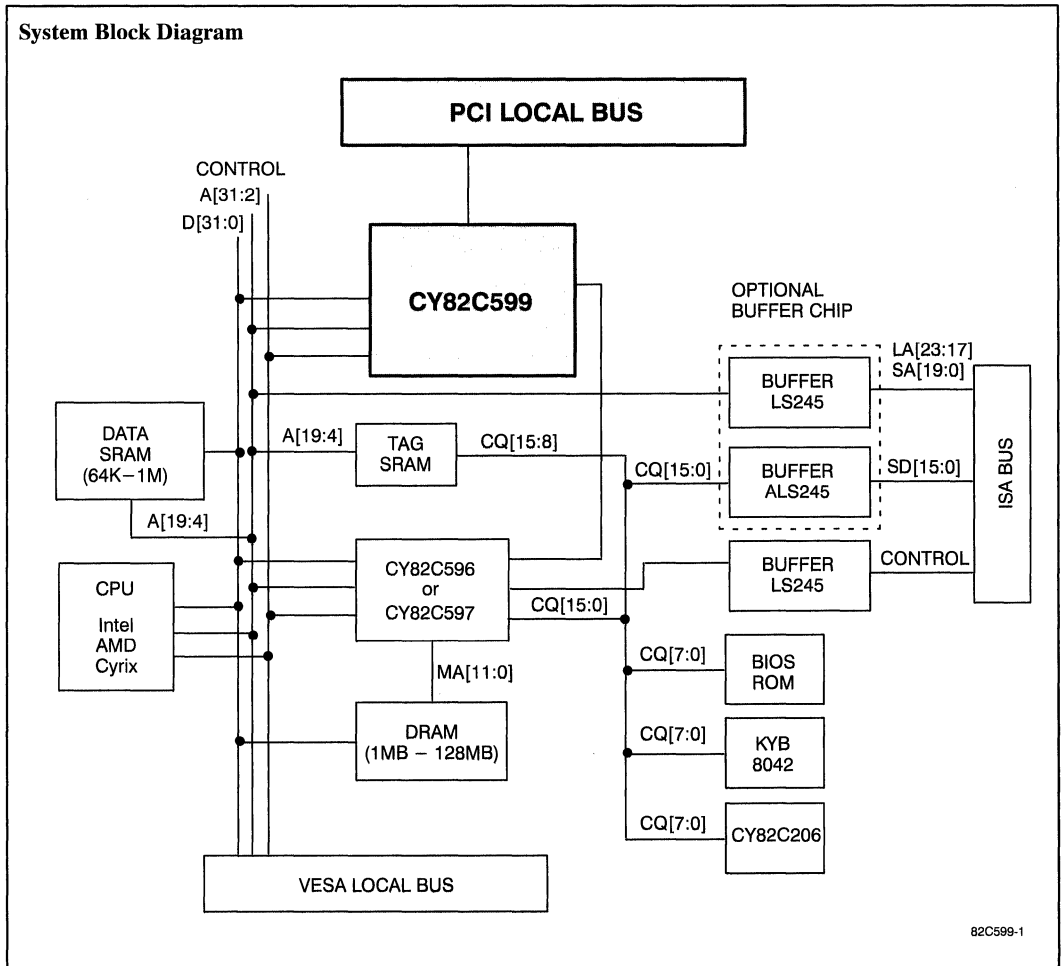 System Block Diagram
PCI LOCAL BUS
CONTROL
A[31:2]
D[31:0]
CY82C599
OPTIONAL
BUFFER CHIP
LA[23:17]
SA[19:0]
BUFFER
LS245
DATA
SRAM
(64K-1M)
A[19:4]
TAG
SRAM
CQ[15:8]
CQ[15:0]
BUFFER
ALS245
SD[15:0]
ISA BUS
A[19:4]
CY82C596
or
CY82C597
CQ[15:0]
BUFFER
LS245
CONTROL
CPU
Intel
AMD
Cyrix
MA[11:0]
CQ[7:0]
BIOS
ROM
DRAM
(1MB – 128MB)
CQ[7:0]
KYB
8042
CQ[7:0]
CY82C206
VESA LOCAL BUS
82C599-1